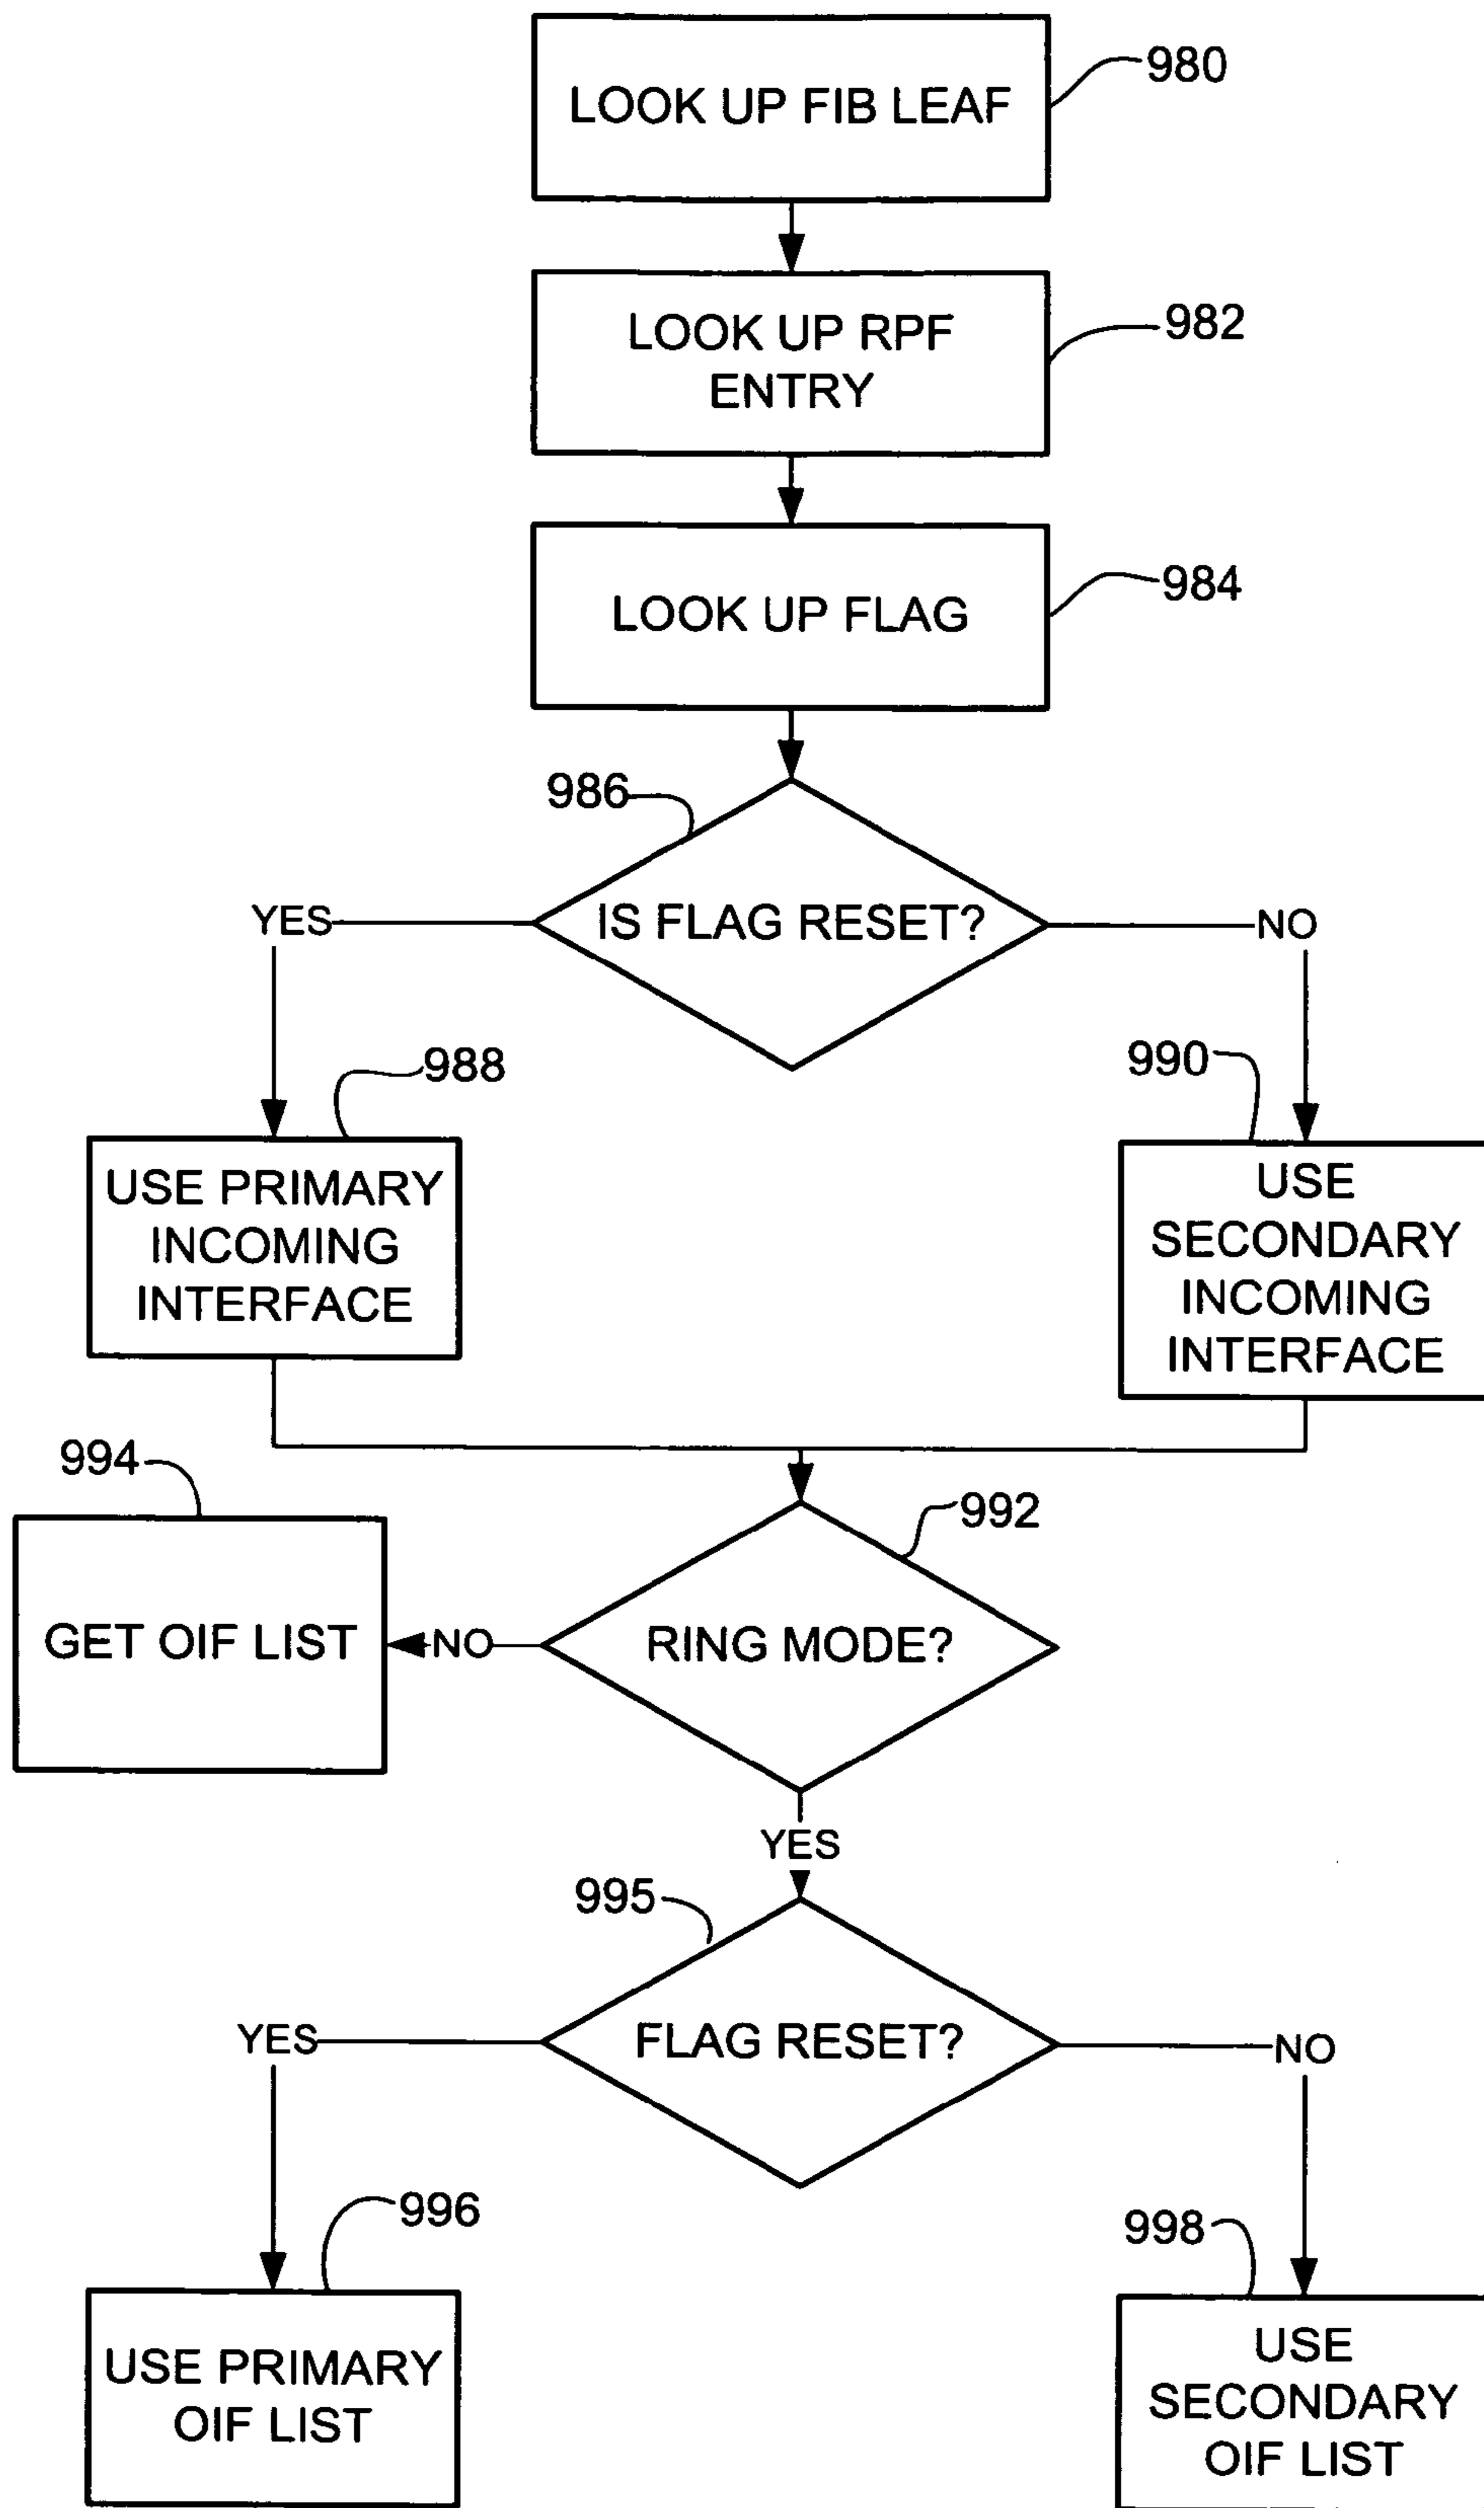 LOOK UP FIB LEAF
980
LOOK UP RPF
ENTRY
982
LOOK UP FLAG
984
986
IS FLAG RESET?
YES
NO
988
990
USE PRIMARY
INCOMING
INTERFACE
USE
SECONDARY
INCOMING
INTERFACE
994
992
GET OIF LIST
NO
RING MODE?
YES
995
FLAG RESET?
YES
NO
996
998
USE PRIMARY
OIF LIST
USE
SECONDARY
OIF LIST